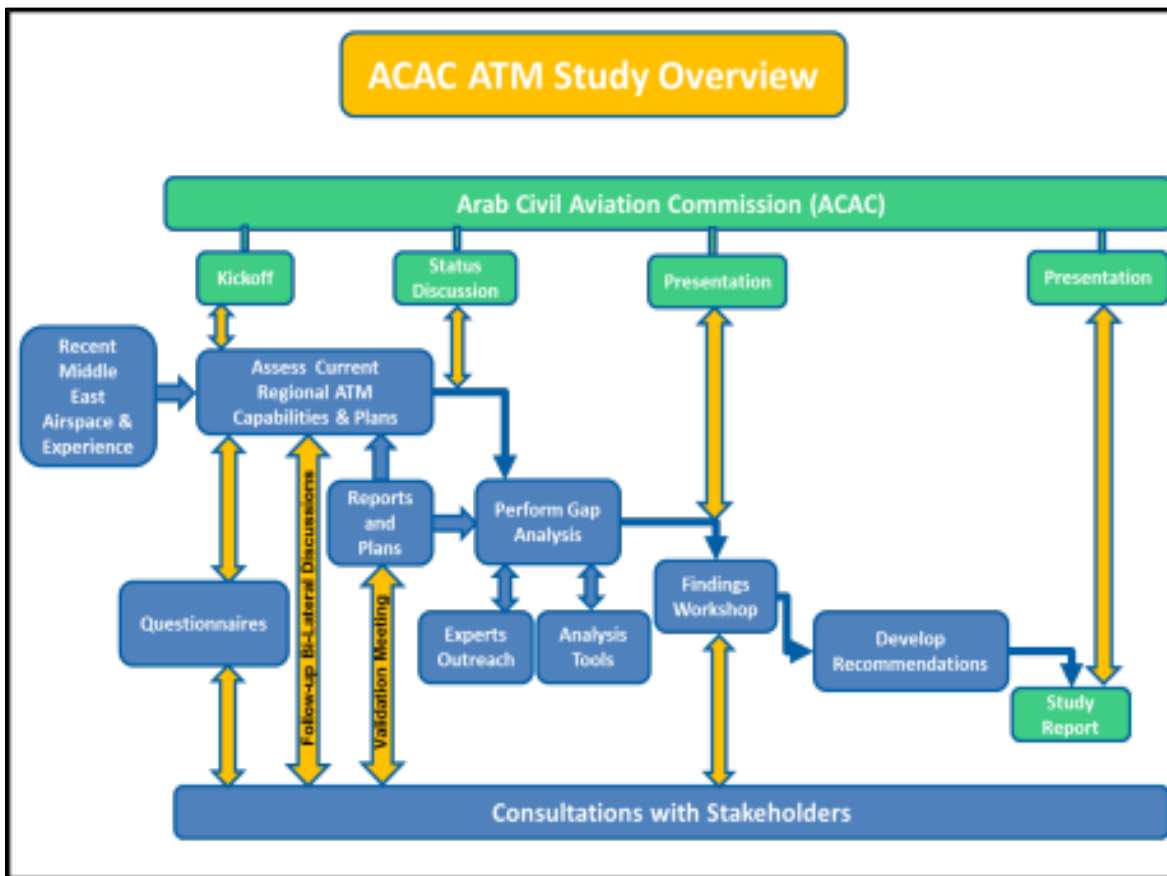 ACAC ATM Study Overview
Arab Civil Aviation Commission (ACAC)
Kickoff
Status
Discussion
Presentation
Presentation
Recent
Middle
East
Airspace &
Experience
Assess Current
Regional ATM
Capabilities & Plans
Follow-up Bi-Lateral Discussions
Reports
and
Plans
Validation Meeting
Perform Gap
Analysis
Questionnaires
Experts
Outreach
Analysis
Tools
Findings
Workshop
Develop
Recommendations
Study
Report
Consultations with Stakeholders